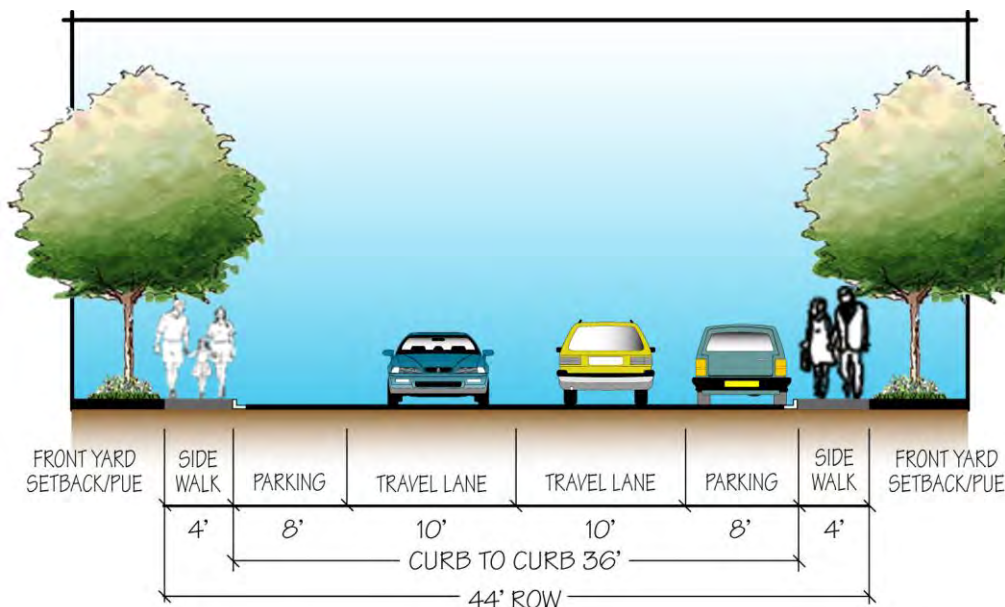 FRONT YARD
SETBACK/PUE
SIDE
WALK
PARKING
TRAVEL LANE
TRAVEL LANE
PARKING
SIDE
WALK
FRONT YARD
SETBACK/PUE
4' 8' 10' 10' 8' 4'
CURB TO CURB 36'
44' ROW